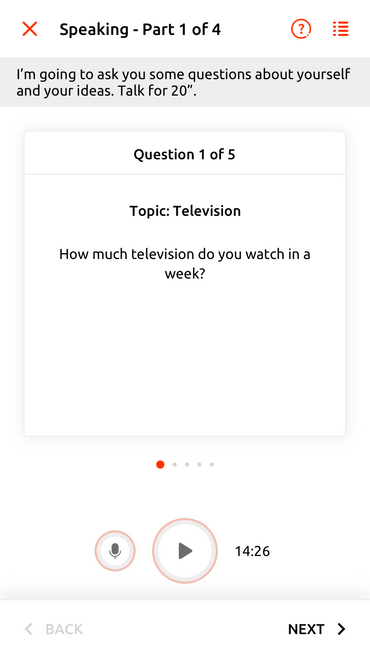 Speaking - Part 1 of 4
I’m going to ask you some questions about yourself
and your ideas. Talk for 20”.
Question 1 of 5
Topic: Television
How much television do you watch in a
week?
14:26
BACK
NEXT